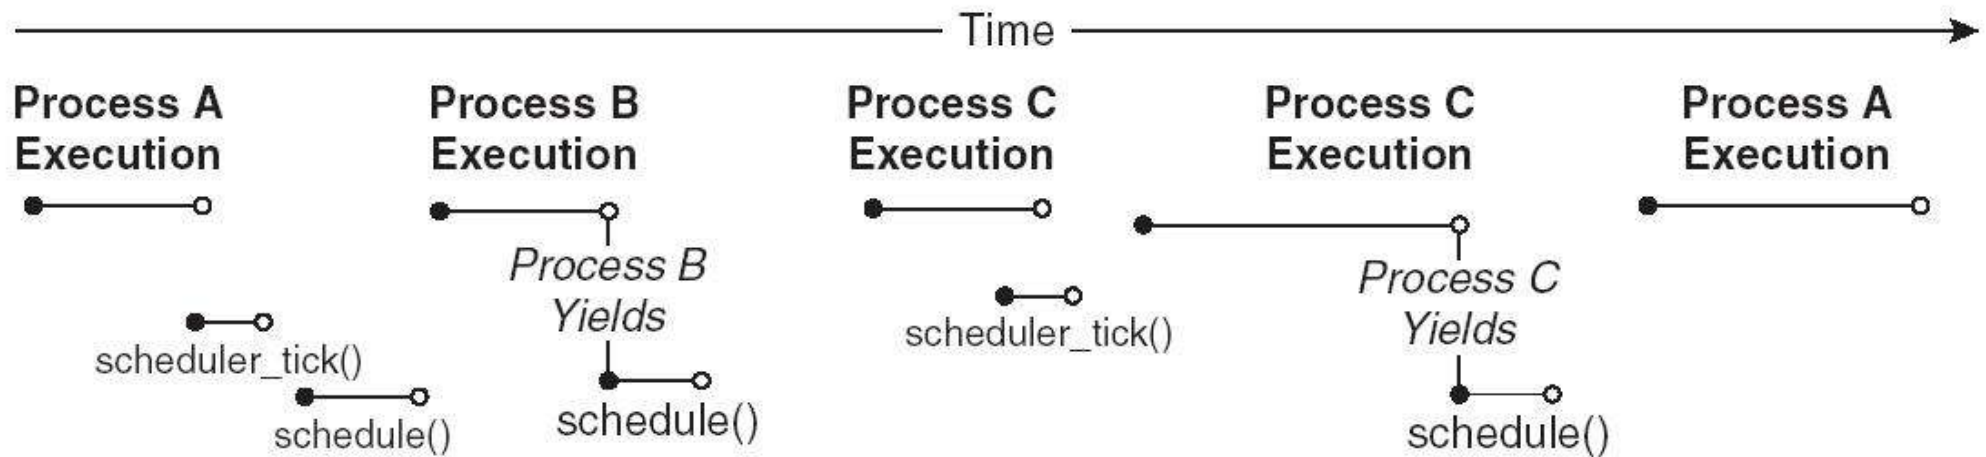 Time
Process A
Execution
Process B
Execution
Process C
Execution
Process C
Execution
Process A
Execution
scheduler_tick()
schedule()
Process B
Yields
schedule()
scheduler_tick()
Process C
Yields
schedule()